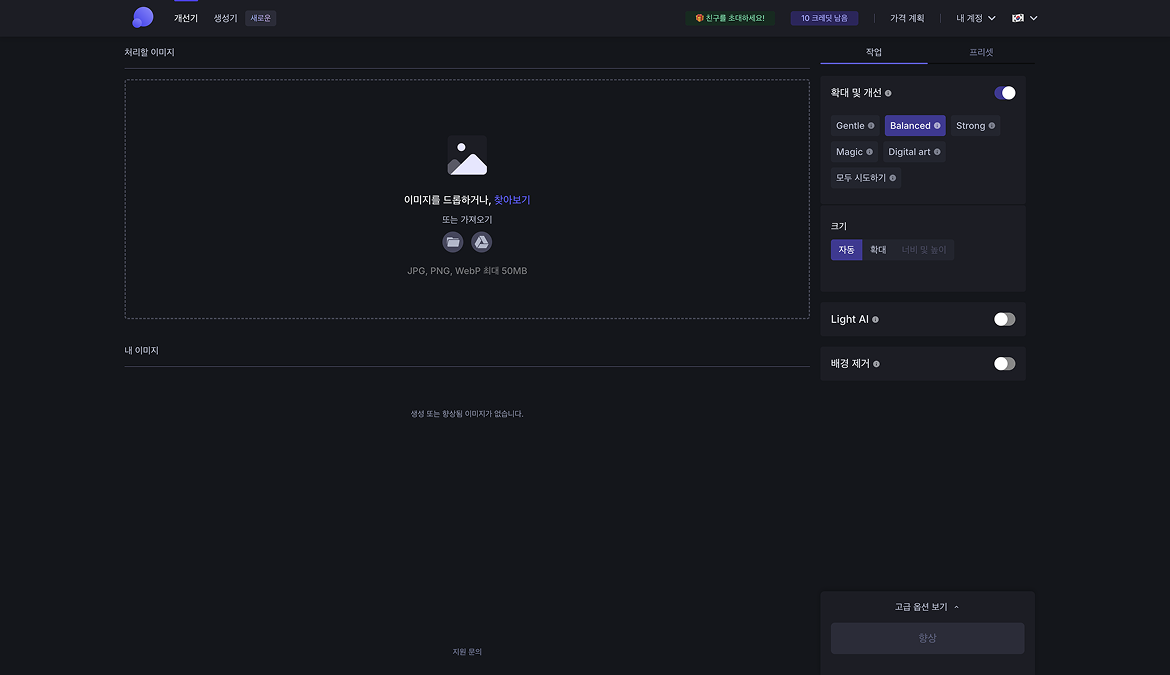 개선기 생성기 새로운 친구를 초대하세요! 10 크레딧 남음 가격 계획 내 계정
처리할 이미지
이미지를 드롭하거나, 찾아보기
또는 가져오기
JPG, PNG, WebP 최대 50MB
내 이미지
생성 또는 향상됨 이미지가 없습니다.
지원 문의
작업 프리셋
확대 및 개선
Gentle Balanced Strong
Magic Digital art
모두 시도하기
크기
자동 확대 너비 및 높이
Light AI
배경 제거
고급 옵션 보기
향상